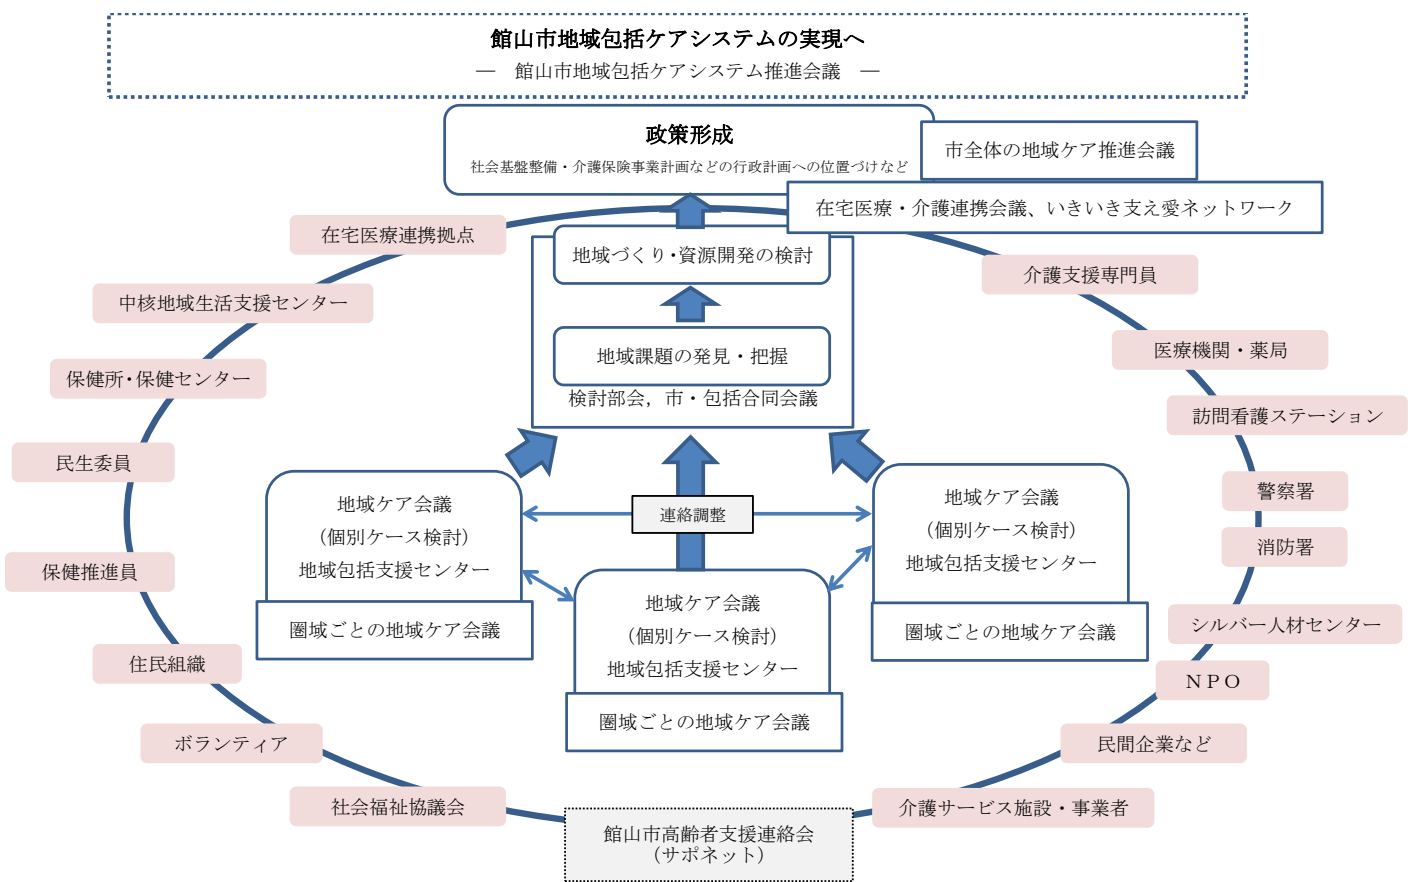 館山市地域包括ケアシステムの実現へ
― 館山市地域包括ケアシステム推進会議 ―
政策形成
社会基盤整備・介護保険事業計画などの行政計画への位置づけなど
市全体の地域ケア推進会議
在宅医療・介護連携会議、いきいき支え愛ネットワーク
在宅医療連携拠点
地域づくり・資源開発の検討
介護支援専門員
中核地域生活支援センター
地域課題の発見・把握
医療機関・薬局
保健所・保健センター
検討部会，市・包括合同会議
訪問看護ステーション
民生委員
警察署
地域ケア会議
（個別ケース検討）
地域包括支援センター
圏域ごとの地域ケア会議
連絡調整
地域ケア会議
（個別ケース検討）
地域包括支援センター
圏域ごとの地域ケア会議
消防署
保健推進員
地域ケア会議
（個別ケース検討）
地域包括支援センター
圏域ごとの地域ケア会議
シルバー人材センター
住民組織
ＮＰＯ
ボランティア
民間企業など
社会福祉協議会
介護サービス施設・事業者
館山市高齢者支援連絡会
（サポネット）